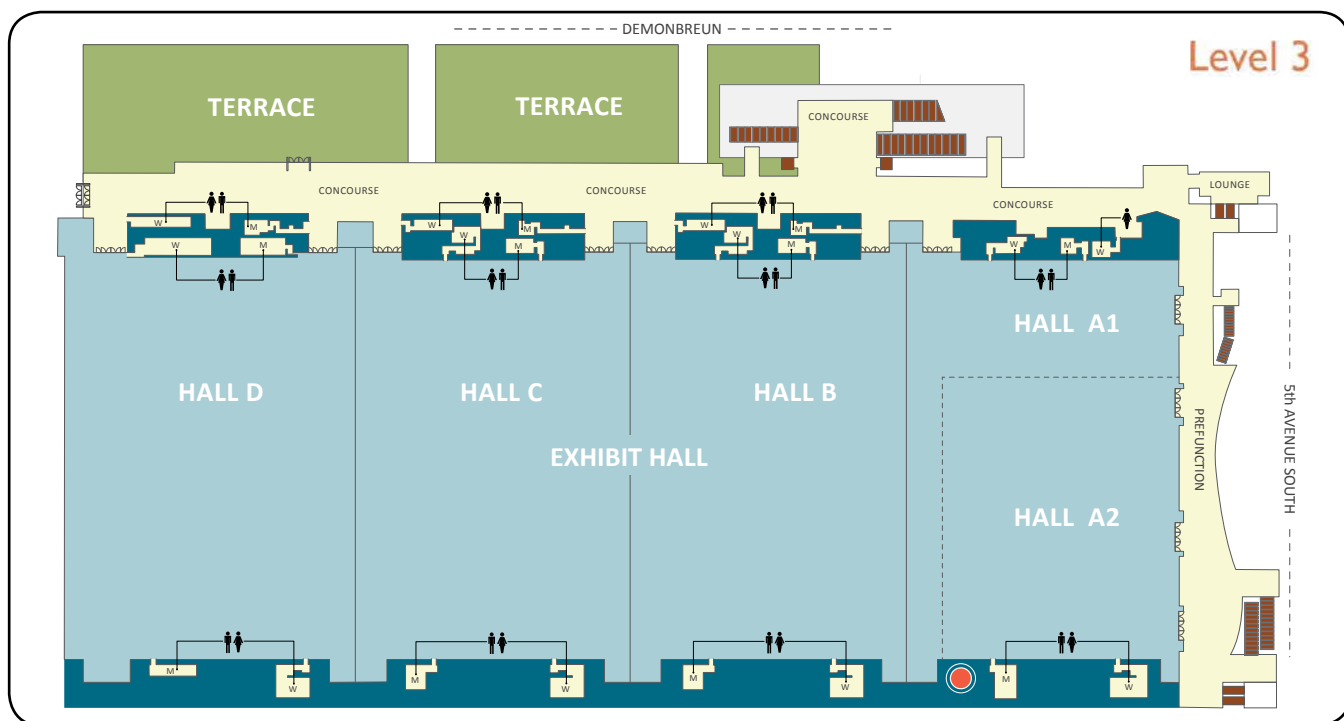 DEMONBREUN
Level 3
TERRACE
TERRACE
CONCOURSE
LOUNGE
CONCOURSE
CONCOURSE
CONCOURSE
W
M
W
M
W
M
W
M
W
M
W
M
W
M
W
HALL A1
HALL D
HALL C
HALL B
5th AVENUE SOUTH
PREFUNCTION
EXHIBIT HALL
HALL A2
M
W
M
W
M
W
M
W